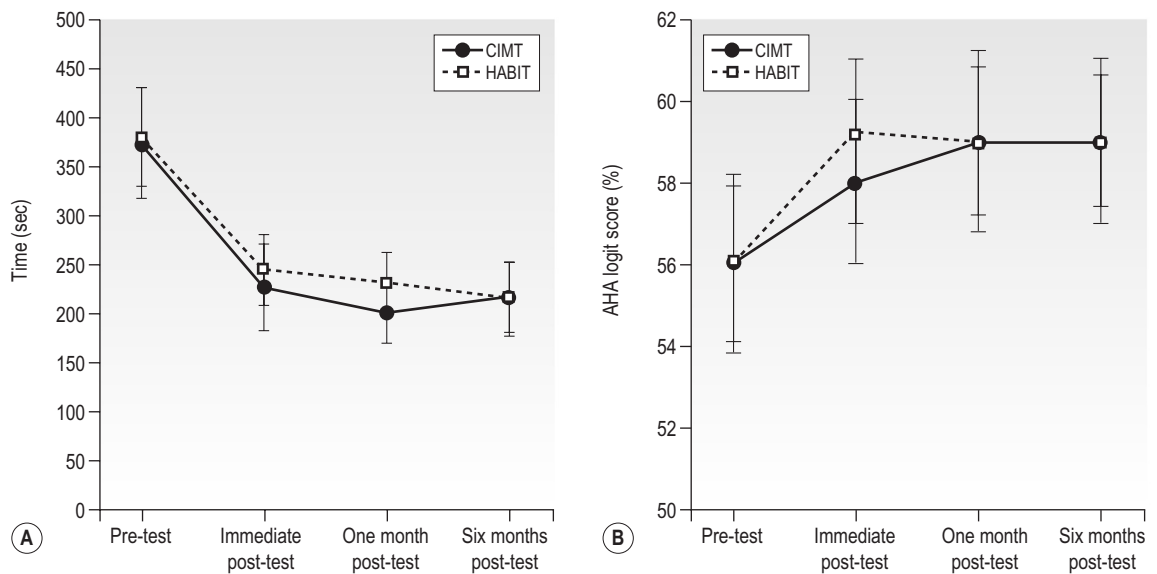 500
450
400
350
300
250
200
150
100
50
0
Time (sec)
CIMT
HABIT
Pre-test
Immediate
post-test
One month
post-test
Six months
post-test
A
62
60
58
56
54
52
50
AHA logit score (%)
CIMT
HABIT
Pre-test
Immediate
post-test
One month
post-test
Six months
post-test
B